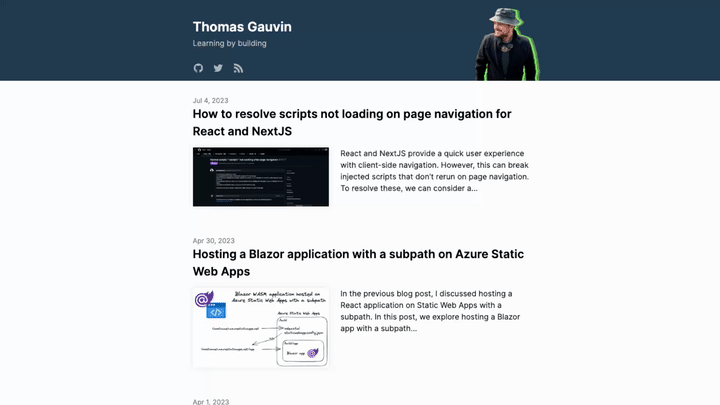 Thomas Gauvin
Learning by building
Jul 4, 2023
How to resolve scripts not loading on page navigation for
React and NextJS
React and NextJS provide a quick user experience
with client-side navigation. However, this can break
injected scripts that don't rerun on page navigation.
To resolve these, we can consider a...
Apr 30, 2023
Hosting a Blazor application with a subpath on Azure Static
Web Apps
Blazor WASM application hosted on
Azure Static Web Apps with a subpath
Azure Static Web Apps
Blazor app
In the previous blog post, I discussed hosting a
React application on Static Web Apps with a
subpath. In this post, we explore hosting a Blazor
app with a subpath...
Apr 1, 2023